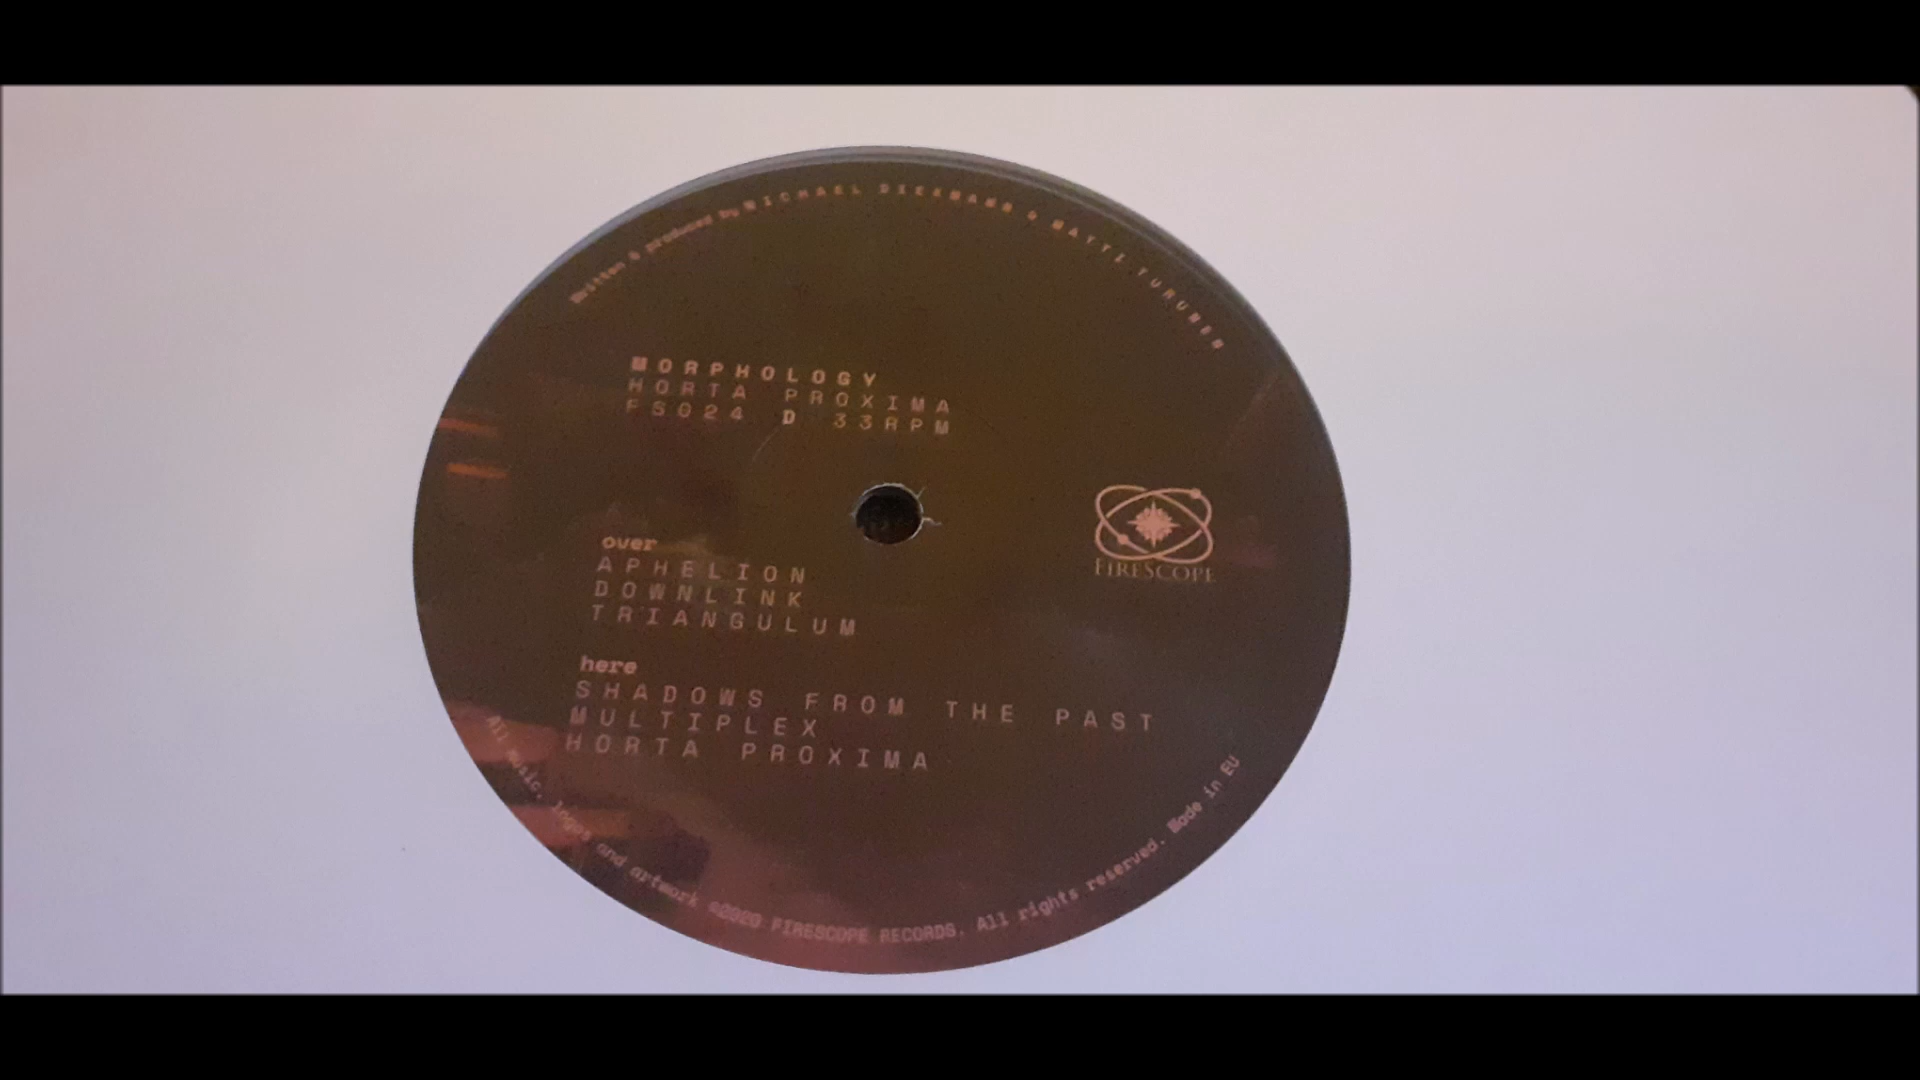 Written & produced by MICHAEL DIEKMANN & MATTI TURUNEN
MORPHOLOGY
HORTA PROXIMA
FS024 D 33RPM
over
APHELION
DOWNLINK
TRIANGULUM
FIRESCOPE
here
SHADOWS FROM THE PAST
MULTIPLEX
HORTA PROXIMA
All music, logos and artwork ©2020 FIRESCOPE RECORDS. All rights reserved. Made in EU